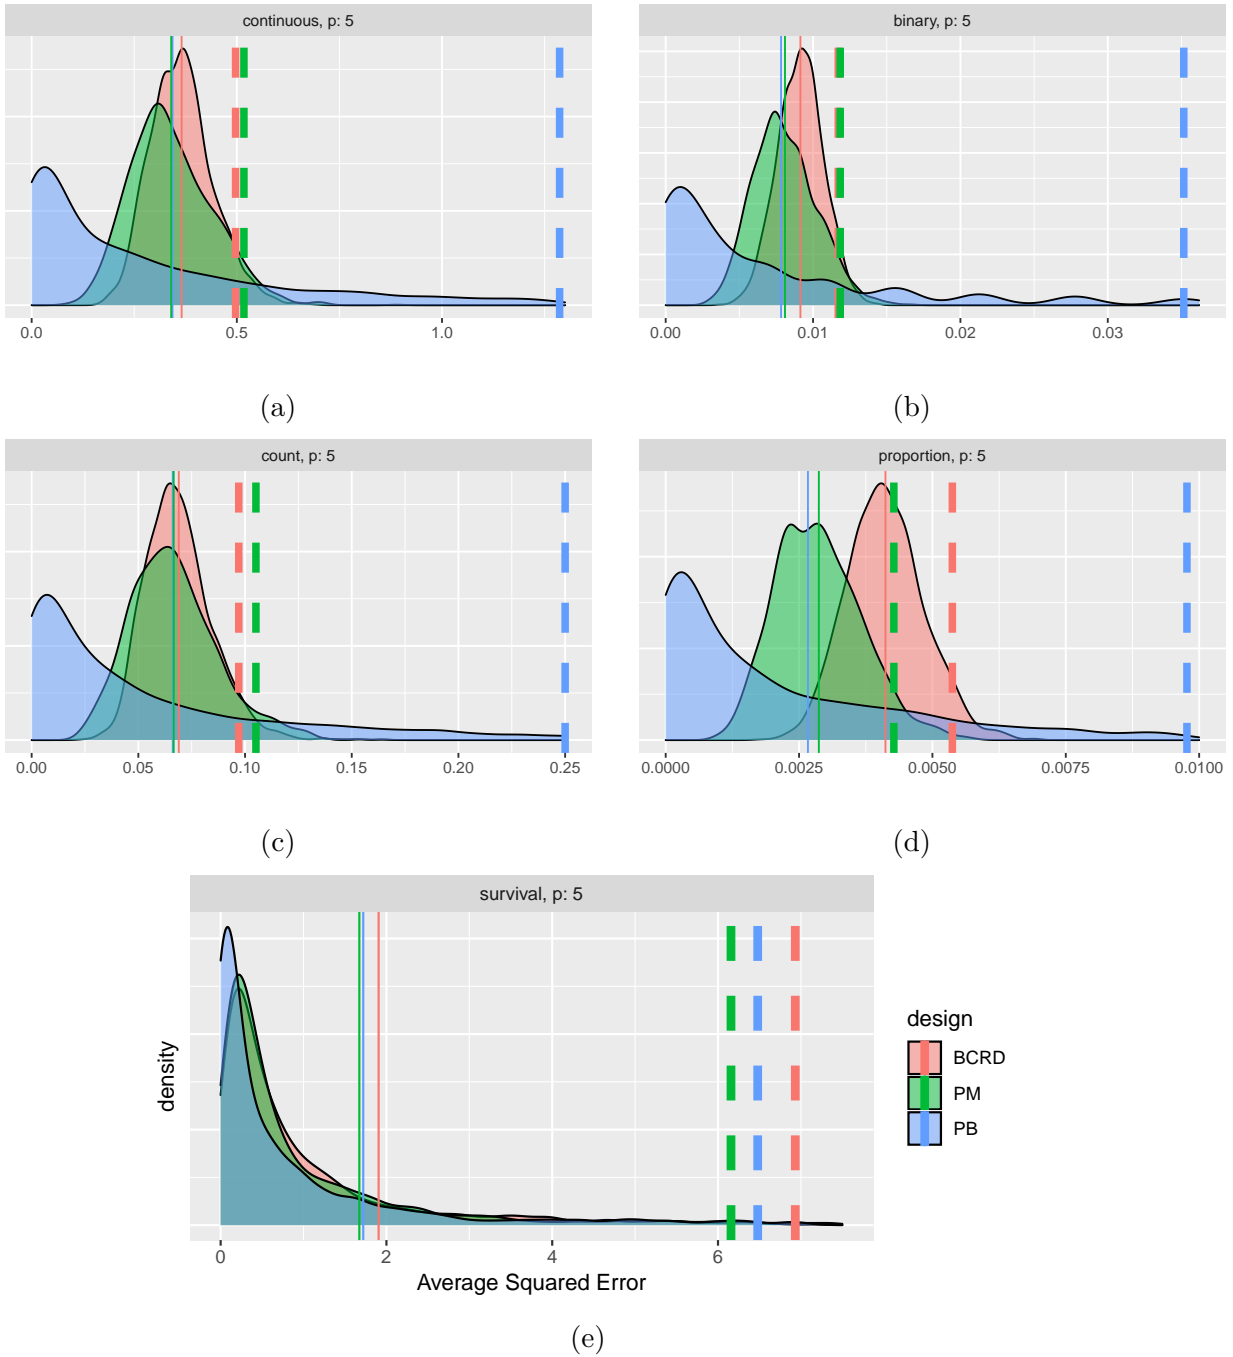 continuous, p: 5
0.0 0.5 1.0
(a)
binary, p: 5
0.00 0.01 0.02 0.03
(b)
count, p: 5
0.00 0.05 0.10 0.15 0.20 0.25
(c)
proportion, p: 5
0.0000 0.0025 0.0050 0.0075 0.0100
(d)
survival, p: 5
density
0 2 4 6
Average Squared Error
(e)
design
BCRD
PM
PB